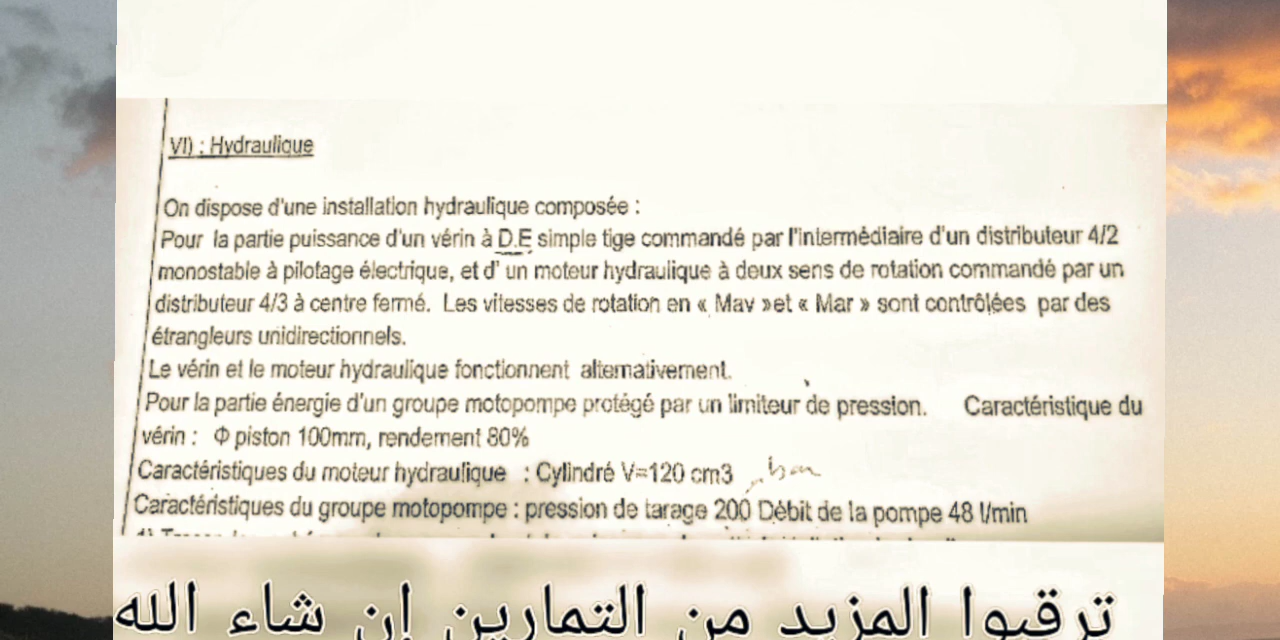 VI) : Hydraulique
On dispose d'une installation hydraulique composée :
Pour la partie puissance d'un vérin à D.E simple tige commandé par l'intermédiaire d'un distributeur 4/2
monostable à pilotage électrique, et d' un moteur hydraulique à deux sens de rotation commandé par un
distributeur 4/3 à centre fermé. Les vitesses de rotation en « Mav »et « Mar » sont contrôlées par des
étrangleurs unidirectionnels.
Le vérin et le moteur hydraulique fonctionnent alternativement.
Pour la partie énergie d'un groupe motopompe protégé par un limiteur de pression. Caractéristique du
vérin : Φ piston 100mm, rendement 80%
Caractéristiques du moteur hydraulique : Cylindré V=120 cm3 bar
Caractéristiques du groupe motopompe : pression de tarage 200 Débit de la pompe 48 l/min
ترقبوا المزيد من التمارين إن شاء الله